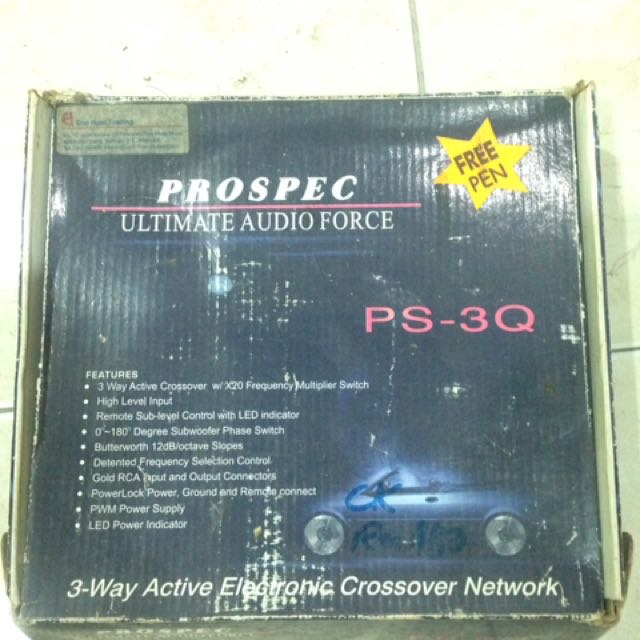 PROSPEC
ULTIMATE AUDIO FORCE
FREE
PEN
PS-3Q
FEATURES
• 3 Way Active Crossover w/ X20 Frequency Multiplier Switch
• High Level Input
• Remote Sub-level Control with LED indicator
• 0°~180° Degree Subwoofer Phase Switch
• Butterworth 12dB/octave Slopes
• Detented Frequency Selection Control
• Gold RCA Input and Output Connectors
• PowerLock Power, Ground and Remote connect
• PWM Power Supply
• LED Power Indicator
OK
3-Way Active Electronic Crossover Network
PROSPEC